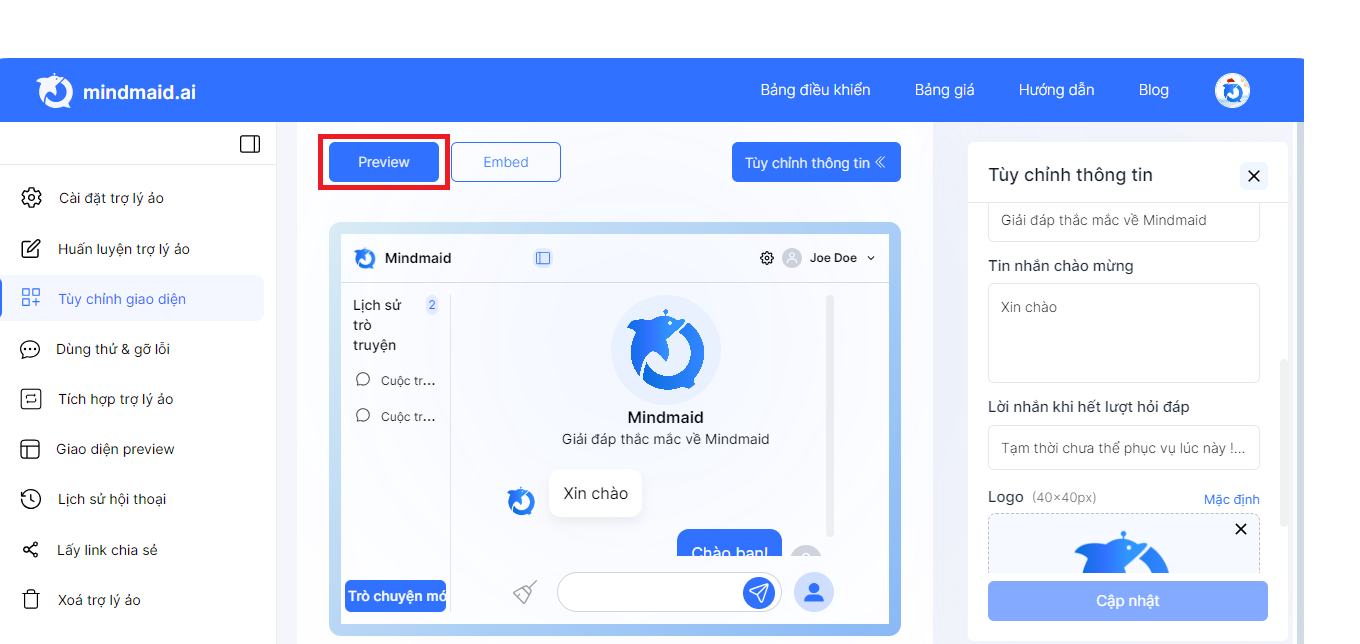 mindmaid.ai
Bảng điều khiển
Bảng giá
Hướng dẫn
Blog
Cài đặt trợ lý ảo
Huấn luyện trợ lý ảo
Tùy chỉnh giao diện
Dùng thử & gỡ lỗi
Tích hợp trợ lý ảo
Giao diện preview
Lịch sử hội thoại
Lấy link chia sẻ
Xoá trợ lý ảo
Preview
Embed
Tùy chỉnh thông tin
Mindmaid
Joe Doe
Lịch sử 2
trò
truyện
Cuộc tr...
Cuộc tr...
Trò chuyện mớ
Mindmaid
Giải đáp thắc mắc về Mindmaid
Xin chào
Chào bạn!
Tùy chỉnh thông tin
Giải đáp thắc mắc về Mindmaid
Tin nhắn chào mừng
Xin chào
Lời nhắn khi hết lượt hỏi đáp
Tạm thời chưa thể phục vụ lúc này !...
Logo (40×40px) Mặc định
Cập nhật